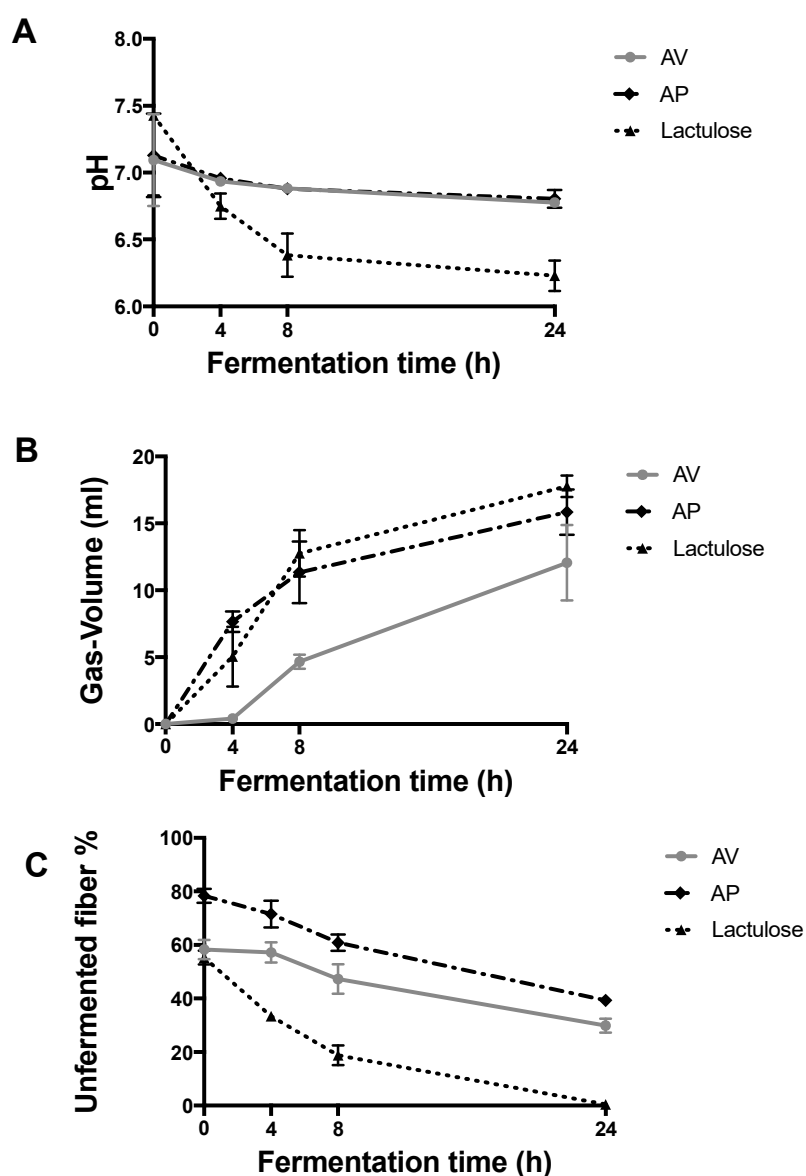 A
8.0
7.5
7.0
6.5
6.0
pH
0
4
8
24
Fermentation time (h)
AV
AP
Lactulose
B
20
15
10
5
0
Gas-Volume (ml)
0
4
8
24
Fermentation time (h)
AV
AP
Lactulose
C
100
80
60
40
20
0
Unfermented fiber %
0
4
8
24
Fermentation time (h)
AV
AP
Lactulose